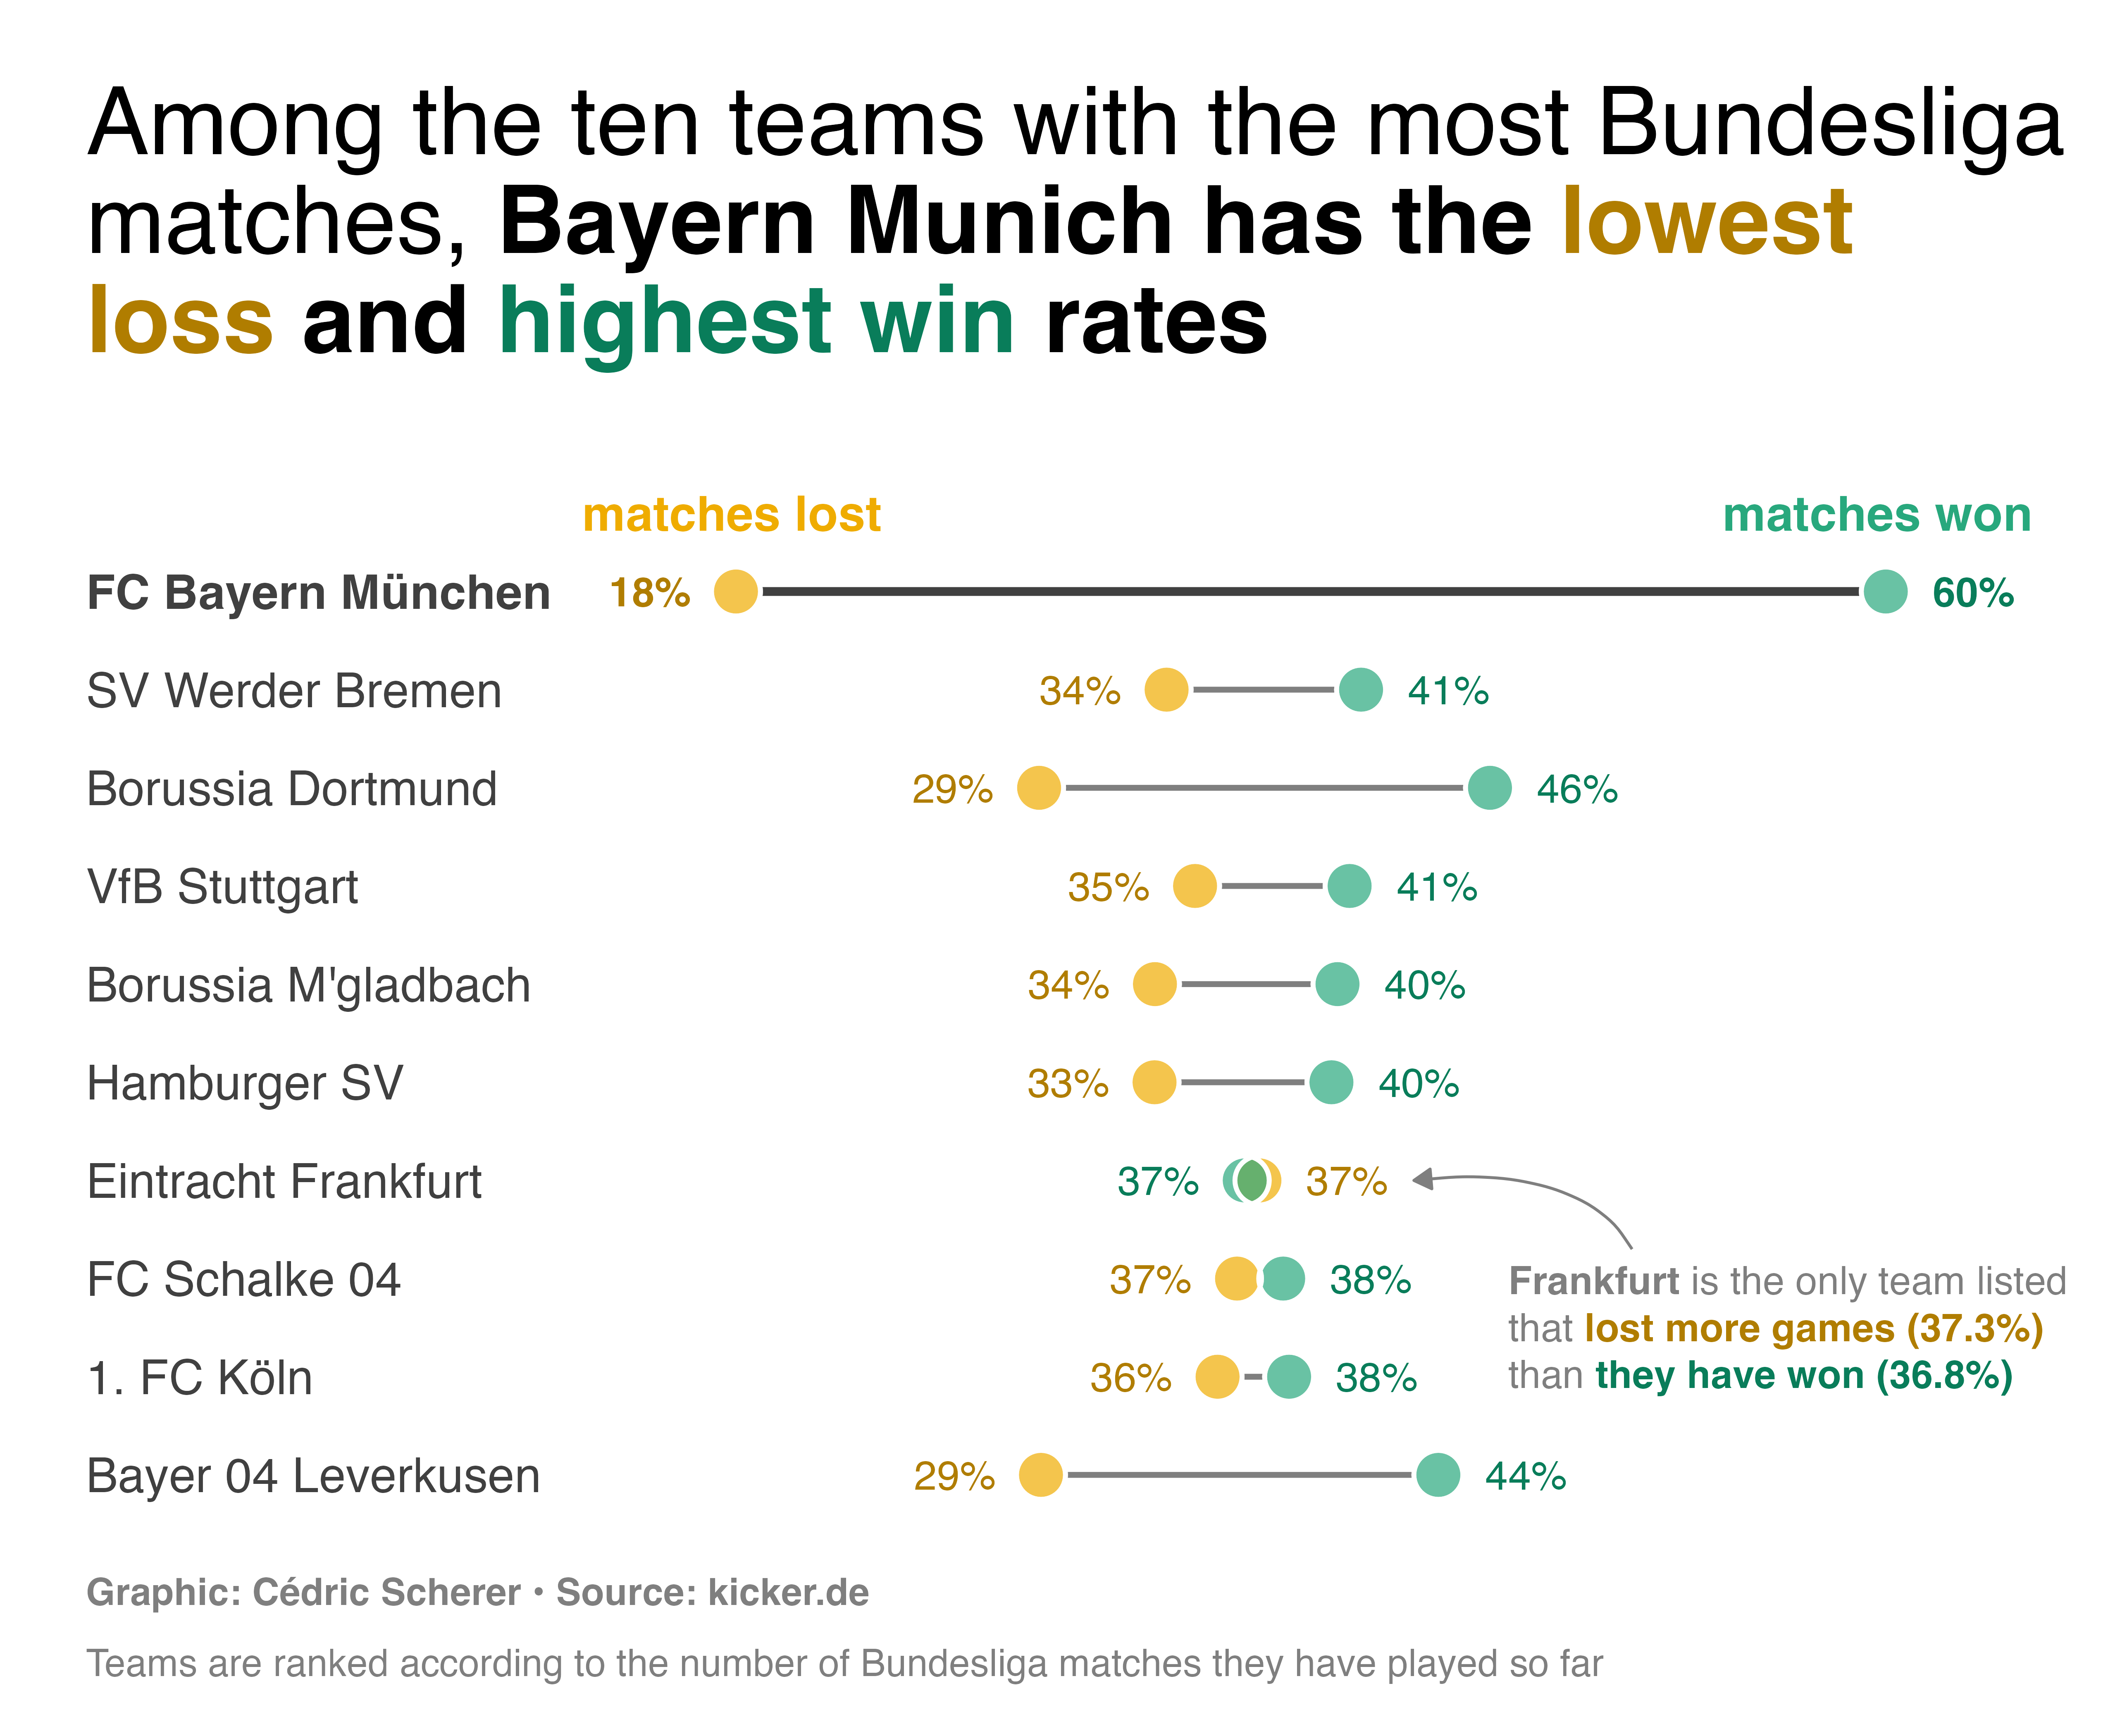 Among the ten teams with the most Bundesliga
matches, Bayern Munich has the lowest
loss and highest win rates
matches lost
matches won
FC Bayern München 18% 60%
SV Werder Bremen 34% 41%
Borussia Dortmund 29% 46%
VfB Stuttgart 35% 41%
Borussia M'gladbach 34% 40%
Hamburger SV 33% 40%
Eintracht Frankfurt 37% 37%
FC Schalke 04 37% 38%
Frankfurt is the only team listed
that lost more games (37.3%)
than they have won (36.8%)
1. FC Köln 36% 38%
Bayer 04 Leverkusen 29% 44%
Graphic: Cédric Scherer • Source: kicker.de
Teams are ranked according to the number of Bundesliga matches they have played so far